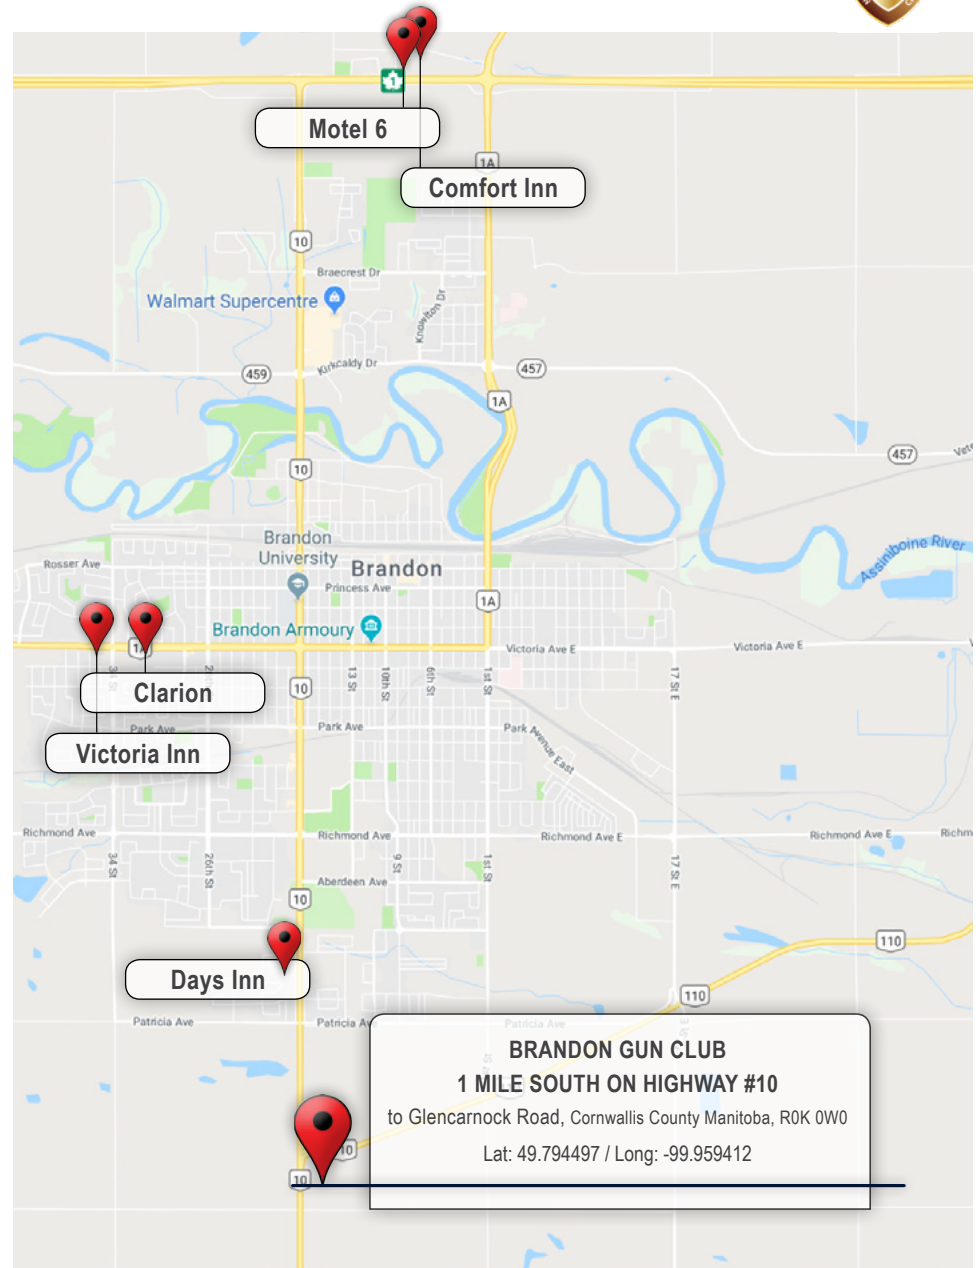 1
Motel 6
1A
Comfort Inn
10
Braecrest Dr
Walmart Supercentre
Knowlton Dr
Kirkcaldy Dr
459
457
1A
457
10
Brandon
University
Rosser Ave
Brandon
Princess Ave
Assiniboine River
1A
Brandon Armoury
Victoria Ave E
Victoria Ave E
13 St
10th St
6th St
1st St
17 St E
Clarion
10
Park Ave
Park Ave
Park Avenue East
Victoria Inn
Richmond Ave
Richmond Ave
Richmond Ave E
Richmond Ave E
Richm
34 St
26th St
9 St
1st St
17 St E
Aberdeen Ave
10
110
Days Inn
110
Patricia Ave
Patricia Av
Patricia Ave
BRANDON GUN CLUB
1 MILE SOUTH ON HIGHWAY #10
to Glencarnock Road, Cornwallis County Manitoba, R0K 0W0
Lat: 49.794497 / Long: -99.959412
10
10